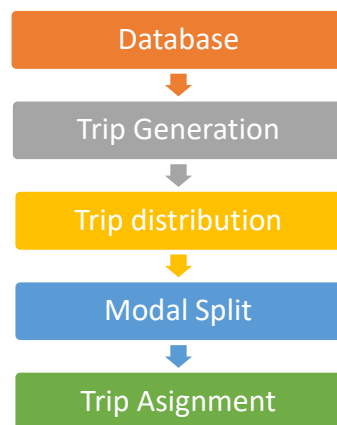 Database
Trip Generation
Trip distribution
Modal Split
Trip Asignment